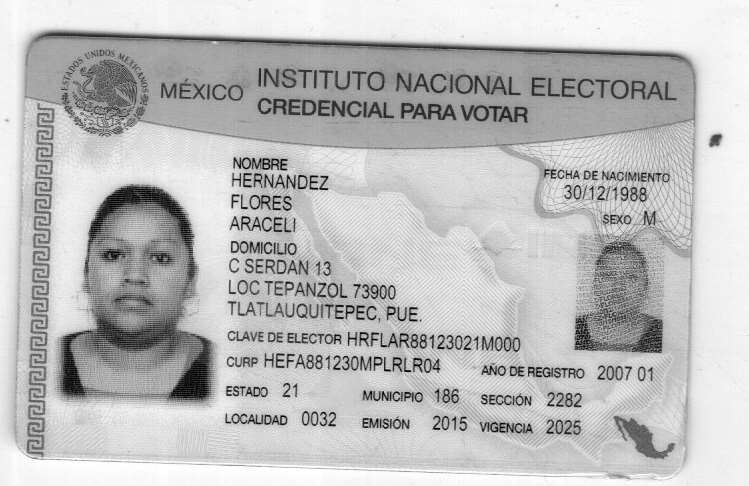 ESTADOS UNIDOS MEXICANOS
MÉXICO INSTITUTO NACIONAL ELECTORAL
CREDENCIAL PARA VOTAR
NOMBRE
HERNANDEZ
FLORES
ARACELI
FECHA DE NACIMIENTO
30/12/1988
SEXO M
DOMICILIO
C SERDAN 13
LOC TEPANZOL 73900
TLATLAUQUITEPEC, PUE.
CLAVE DE ELECTOR HRFLAR88123021M000
CURP HEFA881230MPLRLR04 AÑO DE REGISTRO 2007 01
ESTADO 21 MUNICIPIO 186 SECCIÓN 2282
LOCALIDAD 0032 EMISIÓN 2015 VIGENCIA 2025